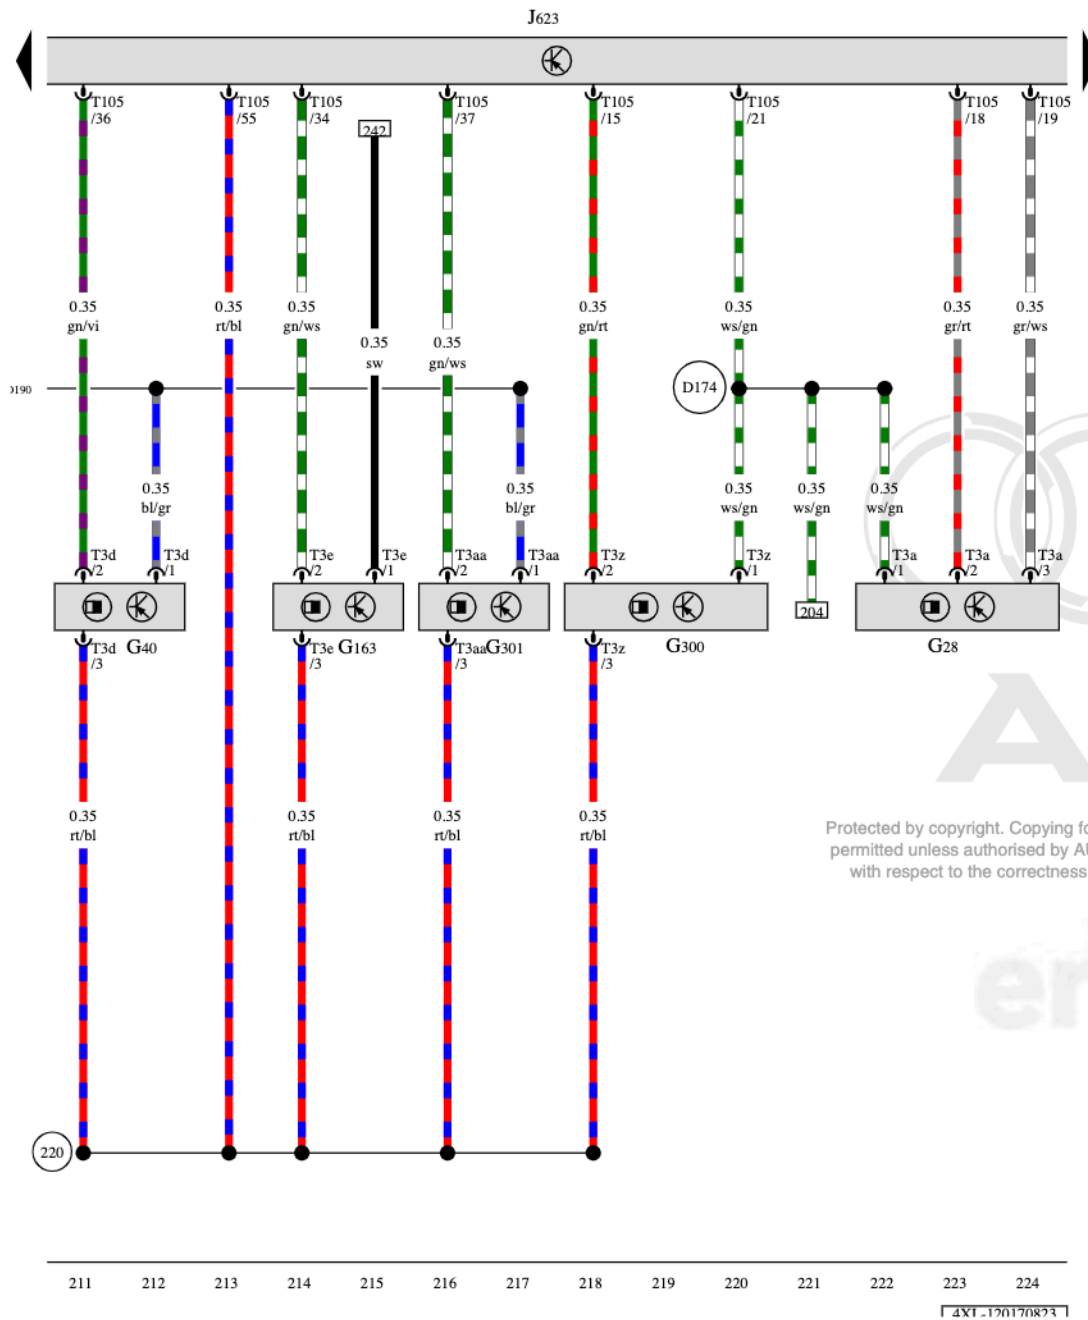 J623
T105 T105 T105 T105 T105 T105 T105 T105
/36 /55 /34 /37 /15 /21 /18 /19
242
0.35 0.35 0.35 0.35 0.35 0.35 0.35
gn/vi rt/bl gn/ws gn/rt ws/gn gr/rt gr/ws
0.35 0.35
sw gn/ws
D174
0.35 0.35 0.35 0.35 0.35
bl/gr bl/gr ws/gn ws/gn ws/gn
T3d T3d T3e T3e T3aa T3aa T3z T3z T3a T3a T3a
/2 /1 /2 /1 /2 /1 /2 /1 /1 /2 /3
204
T3d G40 T3e G163 T3aa G301 T3z G300 G28
/3 /3 /3 /3
A
0.35 0.35 0.35 0.35
rt/bl rt/bl rt/bl rt/bl
Protected by copyright. Copying
permitted unless authorised by
with respect to the correctness
220
211 212 213 214 215 216 217 218 219 220 221 222 223 224
4XL-120170823